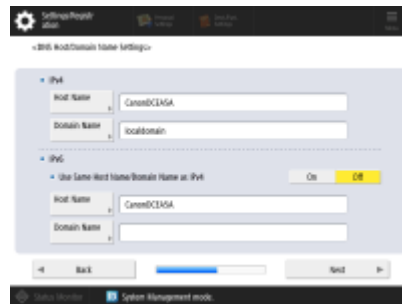 Settings/Registr
ation
<DNS Host/Domain Name Settings>
IPv4
Host Name
CanonDCEA5A
Domain Name
localdomain
IPv6
Use Same Host Name/Domain Name as IPv4
On
Off
Host Name
CanonDCEA5A
Domain Name
Back
Next
Status Monitor
System Management mode.